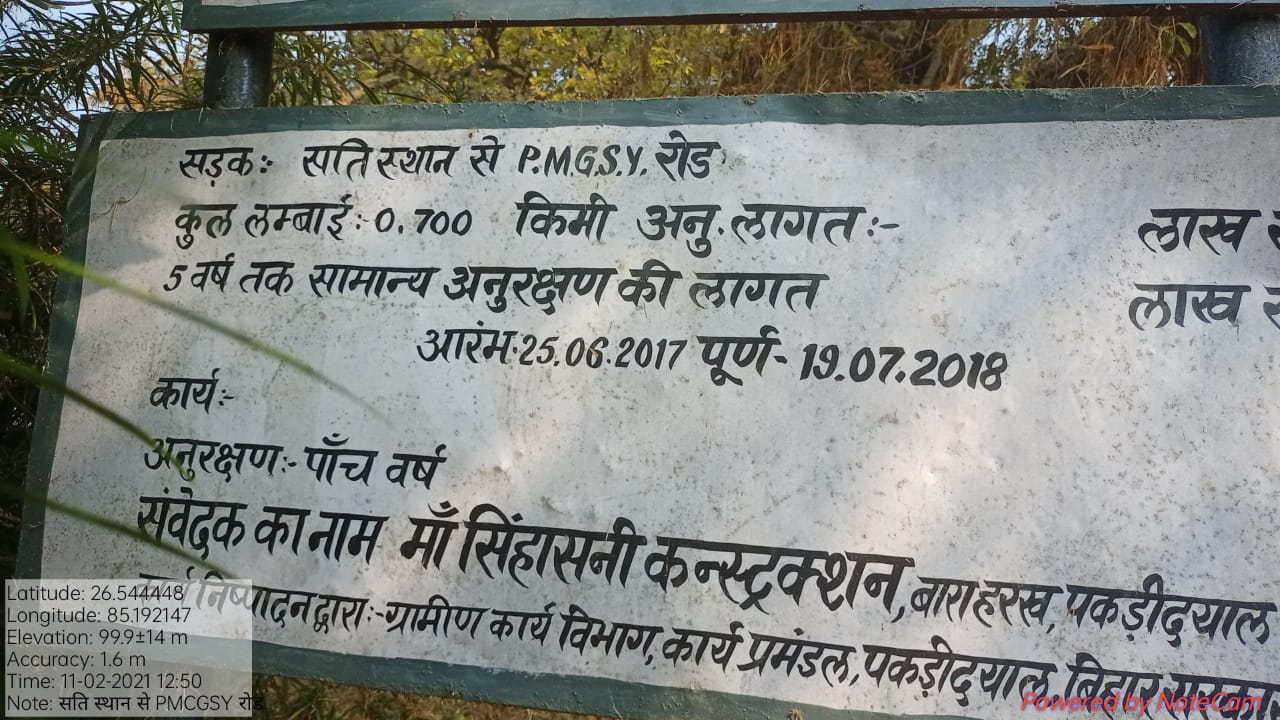 सड़कः सति स्थान से P.M.G.S.Y. रोड
कुल लम्बाई:- 0.700 किमी अनु. लागत:- लाख
5 वर्ष तक सामान्य अनुरक्षण की लागत लाख
आरंभ:25.06.2017 पूर्ण- 19.07.2018
कार्य:-
अनुरक्षण:- पाँच वर्ष
संवेदक का नाम माँ सिंहासनी कन्स्ट्रक्शन, बाराहरख, पकड़ीदयाल
कार्य निष्पादन द्वारा:-ग्रामीण कार्य विभाग, कार्य प्रमंडल, पकड़ीदयाल, बिहार
Latitude: 26.544448
Longitude: 85.192147
Elevation: 99.9±14 m
Accuracy: 1.6 m
Time: 11-02-2021 12:50
Note: सति स्थान से PMCGSY रोड
Powered by NoteCam